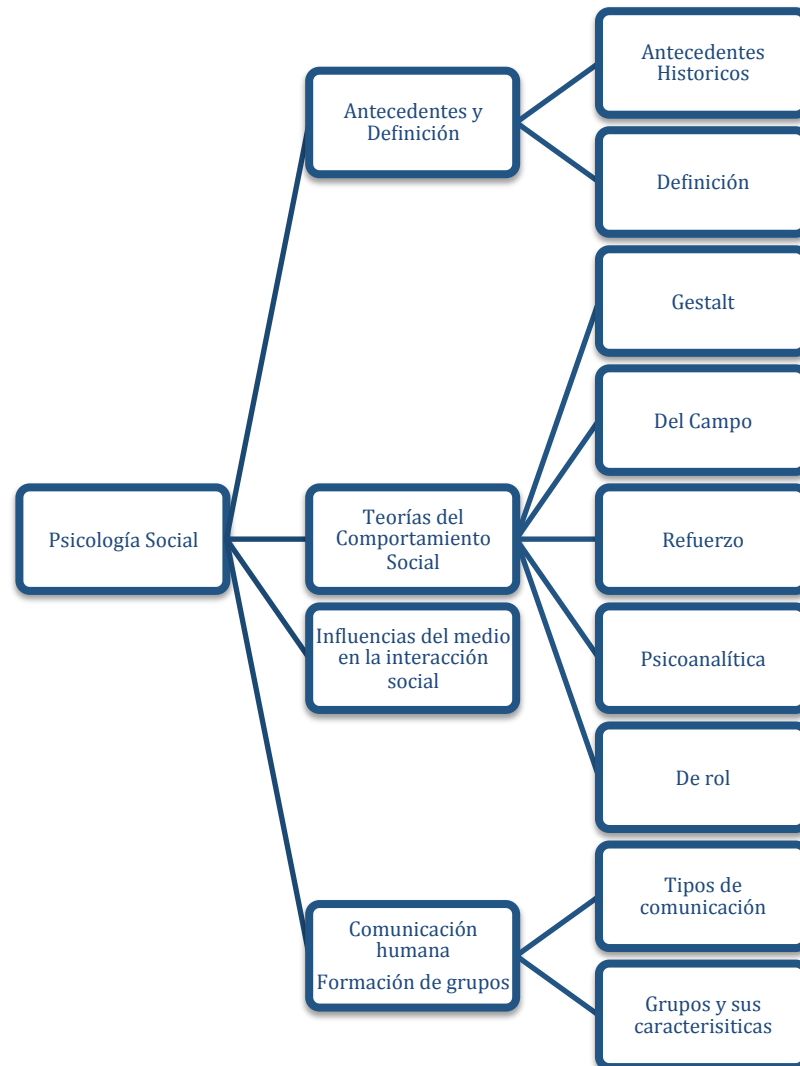 Psicología Social
Antecedentes y
Definición
Antecedentes
Historicos
Definición
Teorías del
Comportamiento
Social
Gestalt
Del Campo
Refuerzo
Psicoanalítica
De rol
Influencias del medio
en la interacción
social
Comunicación
humana
Formación de grupos
Tipos de
comunicación
Grupos y sus
caracterisiticas